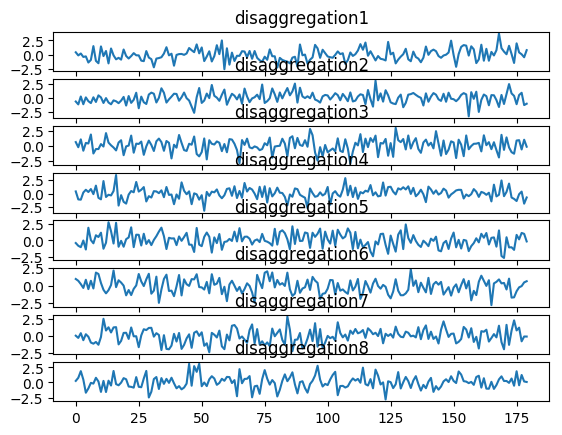 disaggregation1
2.5
0.0
−2.5
disaggregation2
2.5
0.0
−2.5
disaggregation3
2.5
0.0
−2.5
disaggregation4
2.5
0.0
−2.5
disaggregation5
2.5
0.0
−2.5
disaggregation6
2.5
0.0
−2.5
disaggregation7
2.5
0.0
−2.5
disaggregation8
2.5
0.0
−2.5
0 25 50 75 100 125 150 175